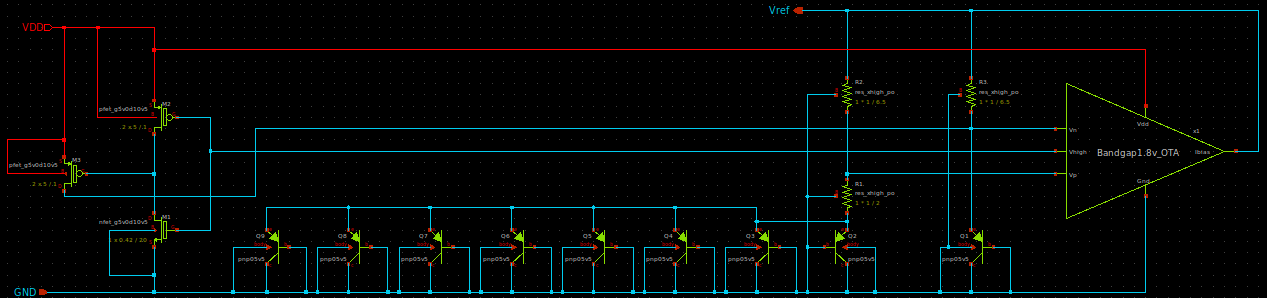 Vref
VDD
R2
res_xhigh_po
1 * 1 / 6.5
R3
res_xhigh_po
1 * 1 / 6.5
M2
pfet_g5v0d10v5
2 x 5 / 1
Vdd
x1
Vn
Vhigh
Bandgap1.8v_OTA
Ibias
Vp
Gnd
M3
pfet_g5v0d10v5
2 x 5 / 1
R1
res_xhigh_po
1 * 1 / 2
M1
nfet_g5v0d10v5
1 x 0.42 / 20
Q9
Q8
Q7
Q6
Q5
Q4
Q3
Q2
Q1
pnp05v5
pnp05v5
pnp05v5
pnp05v5
pnp05v5
pnp05v5
pnp05v5
pnp05v5
pnp05v5
GND